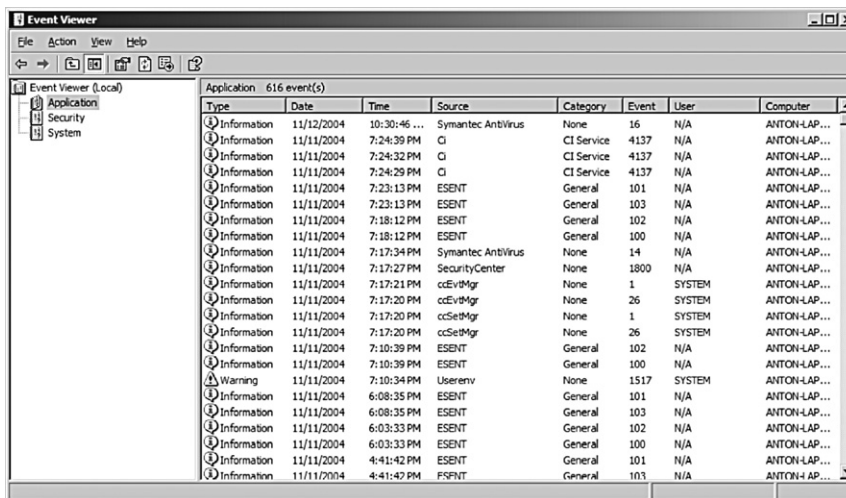 Event Viewer
File Action View Help
Event Viewer (Local)
Application
Security
System
Application 616 event(s)
Type Date Time Source Category Event User Computer
Information 11/12/2004 10:30:46 ... Symantec AntiVirus None 16 N/A ANTON-LAP...
Information 11/11/2004 7:24:39 PM Ci CI Service 4137 N/A ANTON-LAP...
Information 11/11/2004 7:24:32 PM Ci CI Service 4137 N/A ANTON-LAP...
Information 11/11/2004 7:24:29 PM Ci CI Service 4137 N/A ANTON-LAP...
Information 11/11/2004 7:23:13 PM ESENT General 101 N/A ANTON-LAP...
Information 11/11/2004 7:23:13 PM ESENT General 103 N/A ANTON-LAP...
Information 11/11/2004 7:18:12 PM ESENT General 102 N/A ANTON-LAP...
Information 11/11/2004 7:18:12 PM ESENT General 100 N/A ANTON-LAP...
Information 11/11/2004 7:17:34 PM Symantec AntiVirus None 14 N/A ANTON-LAP...
Information 11/11/2004 7:17:27 PM SecurityCenter None 1800 N/A ANTON-LAP...
Information 11/11/2004 7:17:21 PM ccEvtMgr None 1 SYSTEM ANTON-LAP...
Information 11/11/2004 7:17:20 PM ccEvtMgr None 26 SYSTEM ANTON-LAP...
Information 11/11/2004 7:17:20 PM ccSetMgr None 1 SYSTEM ANTON-LAP...
Information 11/11/2004 7:17:20 PM ccSetMgr None 26 SYSTEM ANTON-LAP...
Information 11/11/2004 7:10:39 PM ESENT General 102 N/A ANTON-LAP...
Information 11/11/2004 7:10:39 PM ESENT General 100 N/A ANTON-LAP...
Warning 11/11/2004 7:10:34 PM Userenv None 1517 SYSTEM ANTON-LAP...
Information 11/11/2004 6:08:35 PM ESENT General 101 N/A ANTON-LAP...
Information 11/11/2004 6:08:35 PM ESENT General 103 N/A ANTON-LAP...
Information 11/11/2004 6:03:33 PM ESENT General 102 N/A ANTON-LAP...
Information 11/11/2004 6:03:33 PM ESENT General 100 N/A ANTON-LAP...
Information 11/11/2004 4:41:42 PM ESENT General 101 N/A ANTON-LAP...
Information 11/11/2004 4:41:42 PM ESENT General 103 N/A ANTON-LAP...